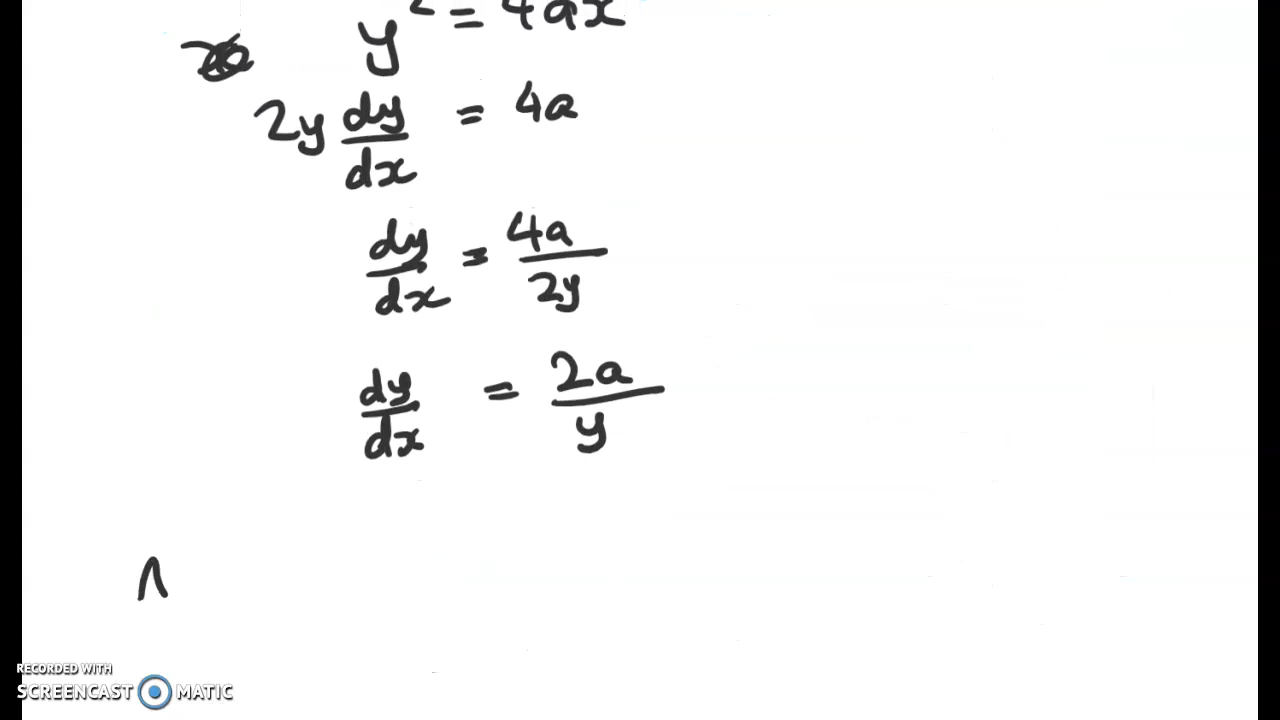 y² = 4ax
2y dy/dx = 4a
dy/dx = 4a/2y
dy/dx = 2a/y
RECORDED WITH
SCREENCAST MATIC